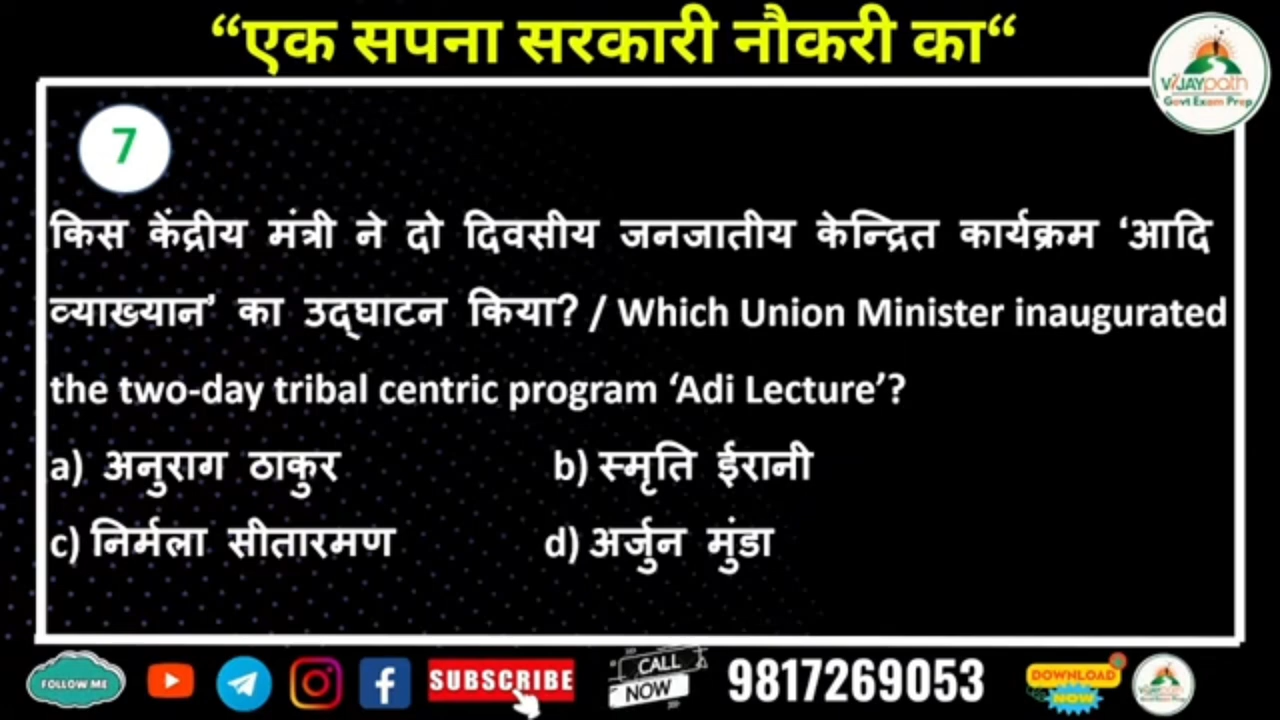 “एक सपना सरकारी नौकरी का“
VIJAYpath
Govt Exam Prep
7
किस केंद्रीय मंत्री ने दो दिवसीय जनजातीय केन्द्रित कार्यक्रम ‘आदि
व्याख्यान’ का उद्घाटन किया? / Which Union Minister inaugurated
the two-day tribal centric program ‘Adi Lecture’?
a) अनुराग ठाकुर b) स्मृति ईरानी
c) निर्मला सीतारमण d) अर्जुन मुंडा
FOLLOW ME
SUBSCRIBE
CALL
NOW
9817269053
DOWNLOAD
NOW